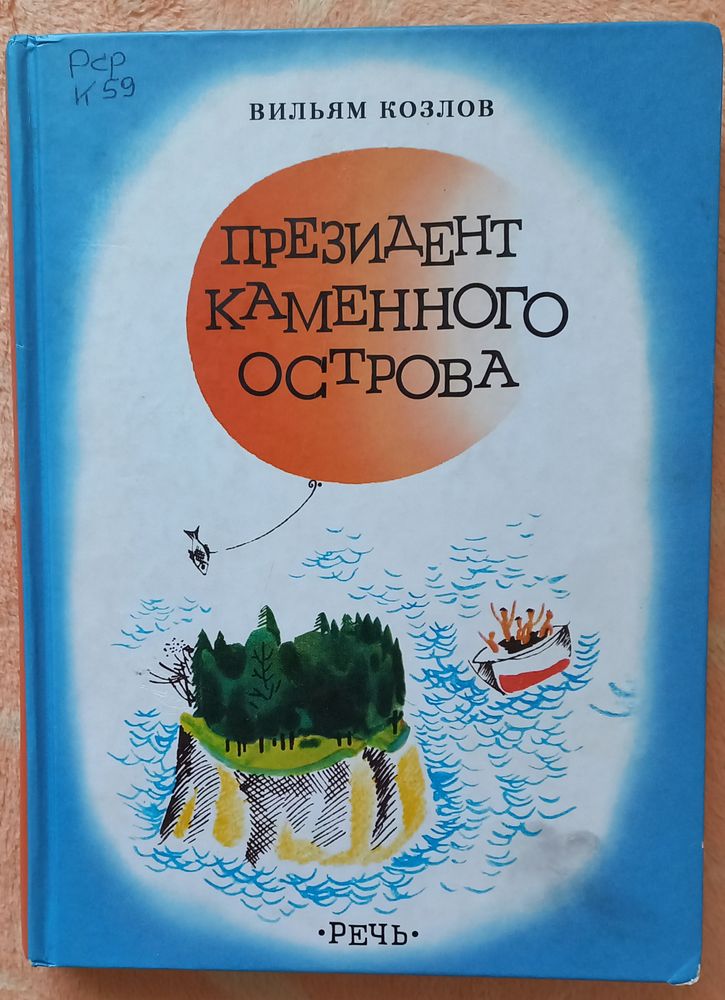 Рср
К 59
ВИЛЬЯМ КОЗЛОВ
ПРЕЗИДЕНТ
КАМЕННОГО
ОСТРОВА
·РЕЧЬ·